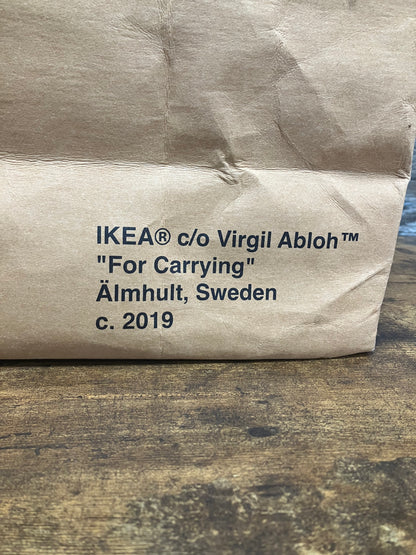 IKEA® c/o Virgil Abloh™
"For Carrying"
Älmhult, Sweden
c. 2019